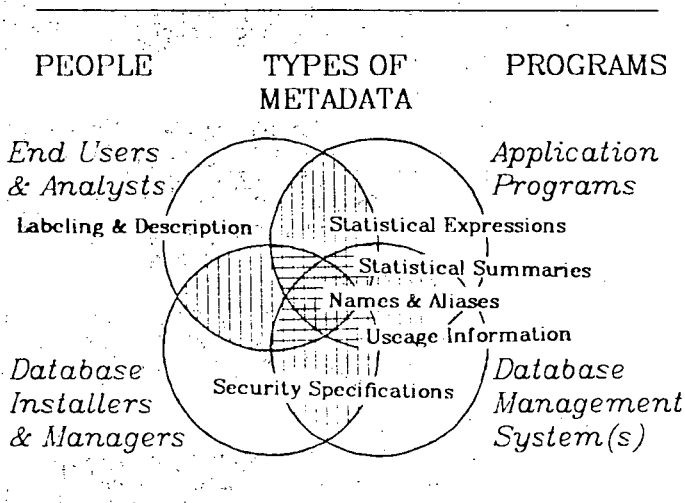 PEOPLE
TYPES OF
METADATA
PROGRAMS
End Users
& Analysts
Application
Programs
Labeling & Description
Statistical Expressions
Statistical Summaries
Names & Aliases
Uscage Information
Security Specifications
Database
Installers
& Managers
Database
Management
System(s)